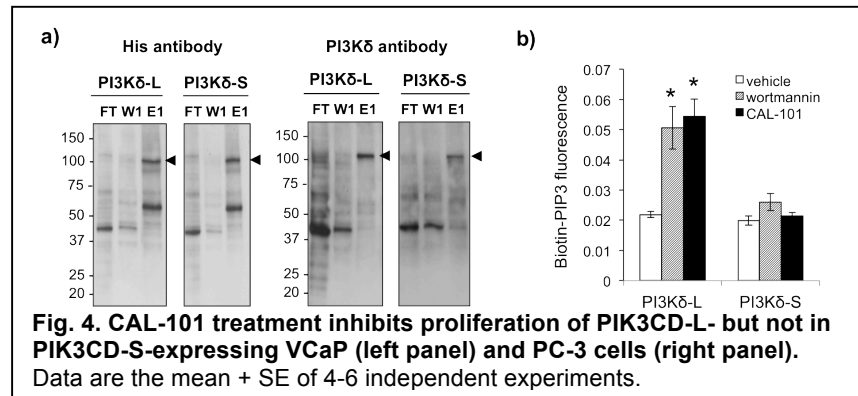 a)
His antibody
PI3Kδ-L PI3Kδ-S
FT W1 E1 FT W1 E1
150
100
75
50
37
25
20
PI3Kδ antibody
PI3Kδ-L PI3Kδ-S
FT W1 E1 FT W1 E1
150
100
75
50
37
25
20
b)
Biotin-PIP3 fluorescence
0.07
0.06
0.05
0.04
0.03
0.02
0.01
0
* *
vehicle
wortmannin
CAL-101
PI3Kδ-L PI3Kδ-S
Fig. 4. CAL-101 treatment inhibits proliferation of PIK3CD-L- but not in
PIK3CD-S-expressing VCaP (left panel) and PC-3 cells (right panel).
Data are the mean + SE of 4-6 independent experiments.